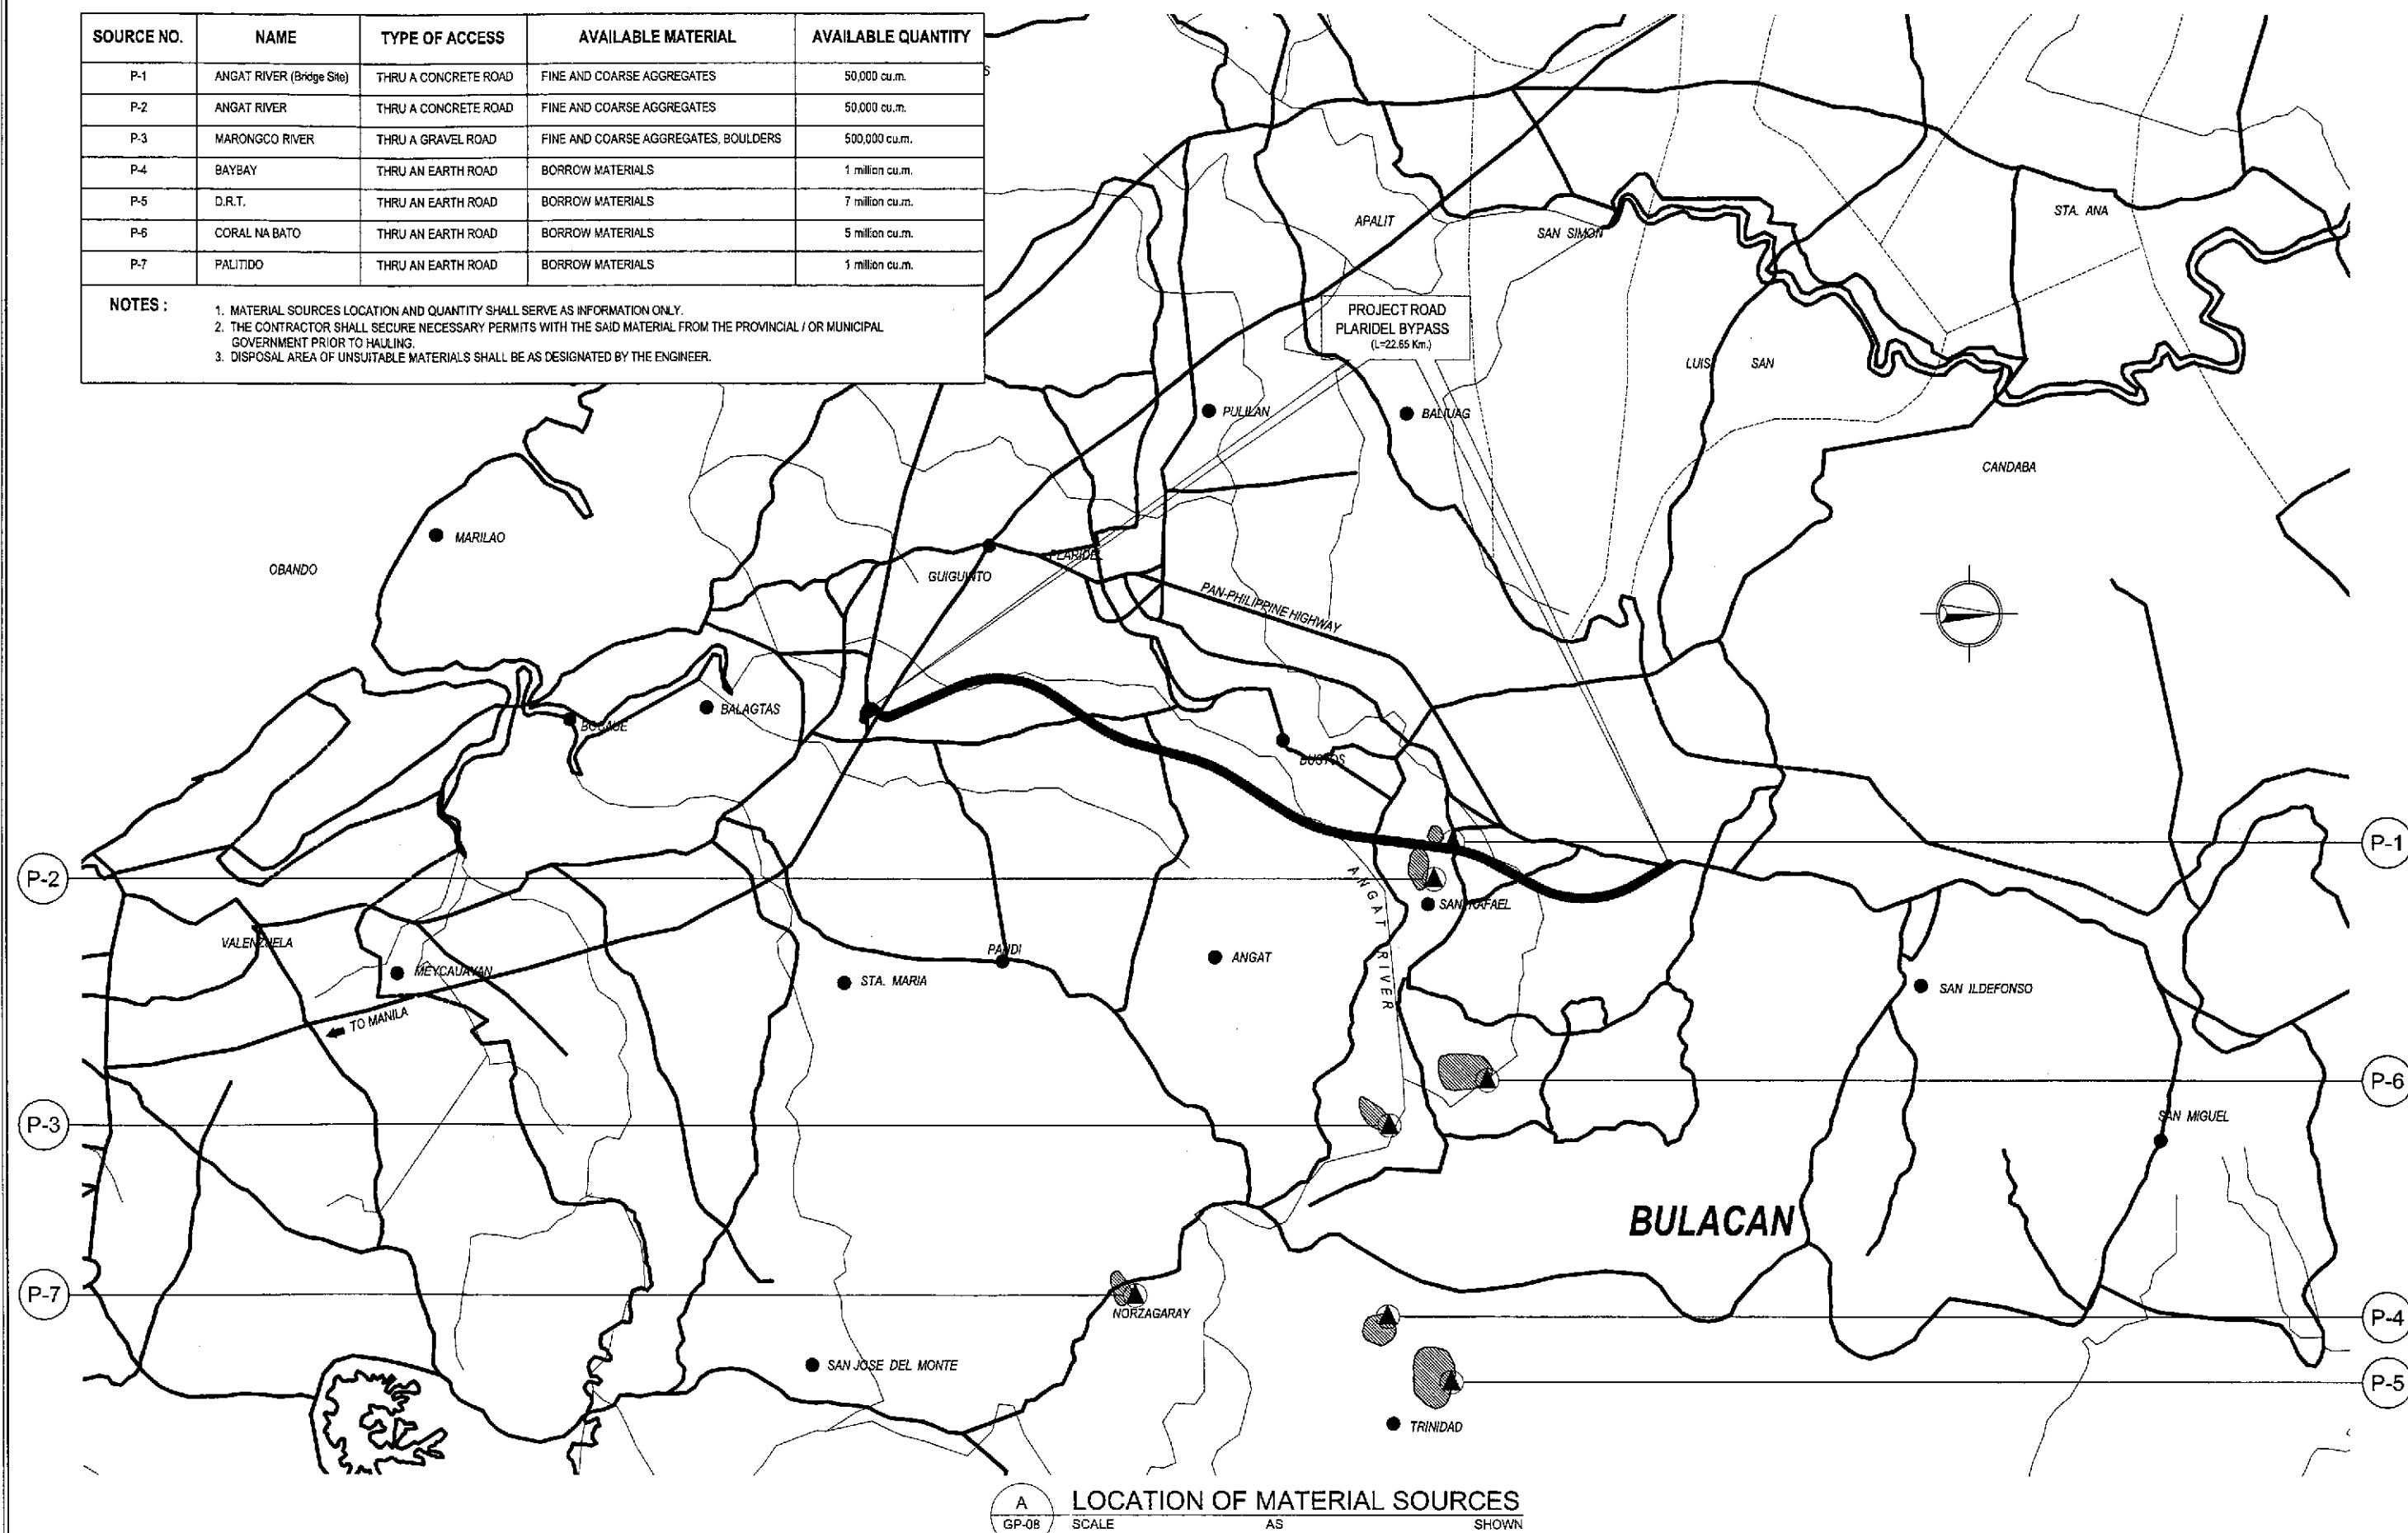 SOURCE NO. NAME TYPE OF ACCESS AVAILABLE MATERIAL AVAILABLE QUANTITY
P-1 ANGAT RIVER (Bridge Site) THRU A CONCRETE ROAD FINE AND COARSE AGGREGATES 50,000 cu.m.
P-2 ANGAT RIVER THRU A CONCRETE ROAD FINE AND COARSE AGGREGATES 50,000 cu.m.
P-3 MARONGCO RIVER THRU A GRAVEL ROAD FINE AND COARSE AGGREGATES, BOULDERS 500,000 cu.m.
P-4 BAYBAY THRU AN EARTH ROAD BORROW MATERIALS 1 million cu.m.
P-5 D.R.T. THRU AN EARTH ROAD BORROW MATERIALS 7 million cu.m.
P-6 CORAL NA BATO THRU AN EARTH ROAD BORROW MATERIALS 5 million cu.m.
P-7 PALITIDO THRU AN EARTH ROAD BORROW MATERIALS 1 million cu.m.
NOTES :
1. MATERIAL SOURCES LOCATION AND QUANTITY SHALL SERVE AS INFORMATION ONLY.
2. THE CONTRACTOR SHALL SECURE NECESSARY PERMITS WITH THE SAID MATERIAL FROM THE PROVINCIAL / OR MUNICIPAL
GOVERNMENT PRIOR TO HAULING.
3. DISPOSAL AREA OF UNSUITABLE MATERIALS SHALL BE AS DESIGNATED BY THE ENGINEER.
S
APALIT
SAN SIMON
STA. ANA
PROJECT ROAD
PLARIDEL BYPASS
(L=22.65 Km.)
LUIS SAN
PULILAN
BALIUAG
CANDABA
MARILAO
OBANDO
GUIGUINTO
PLARIDEL
PAN-PHILIPPINE HIGHWAY
BALAGTAS
BOCAUE
BUSTOS
P-1
P-2
ANGAT RIVER
SAN RAFAEL
VALENZUELA
MEYCAUAYAN
STA. MARIA
PANDI
ANGAT
SAN ILDEFONSO
TO MANILA
P-6
P-3
SAN MIGUEL
BULACAN
P-7
NORZAGARAY
P-4
SAN JOSE DEL MONTE
P-5
TRINIDAD
A
GP-08
LOCATION OF MATERIAL SOURCES
SCALE AS SHOWN